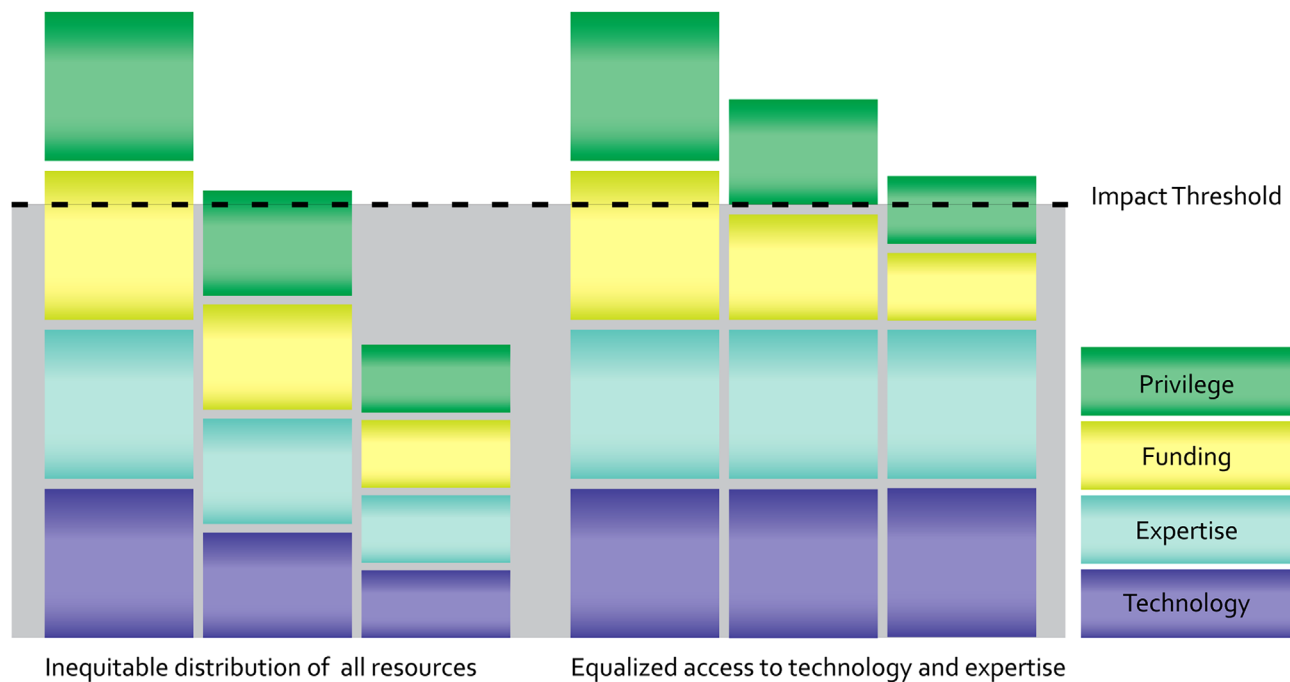 Impact Threshold
Privilege
Funding
Expertise
Technology
Inequitable distribution of all resources
Equalized access to technology and expertise